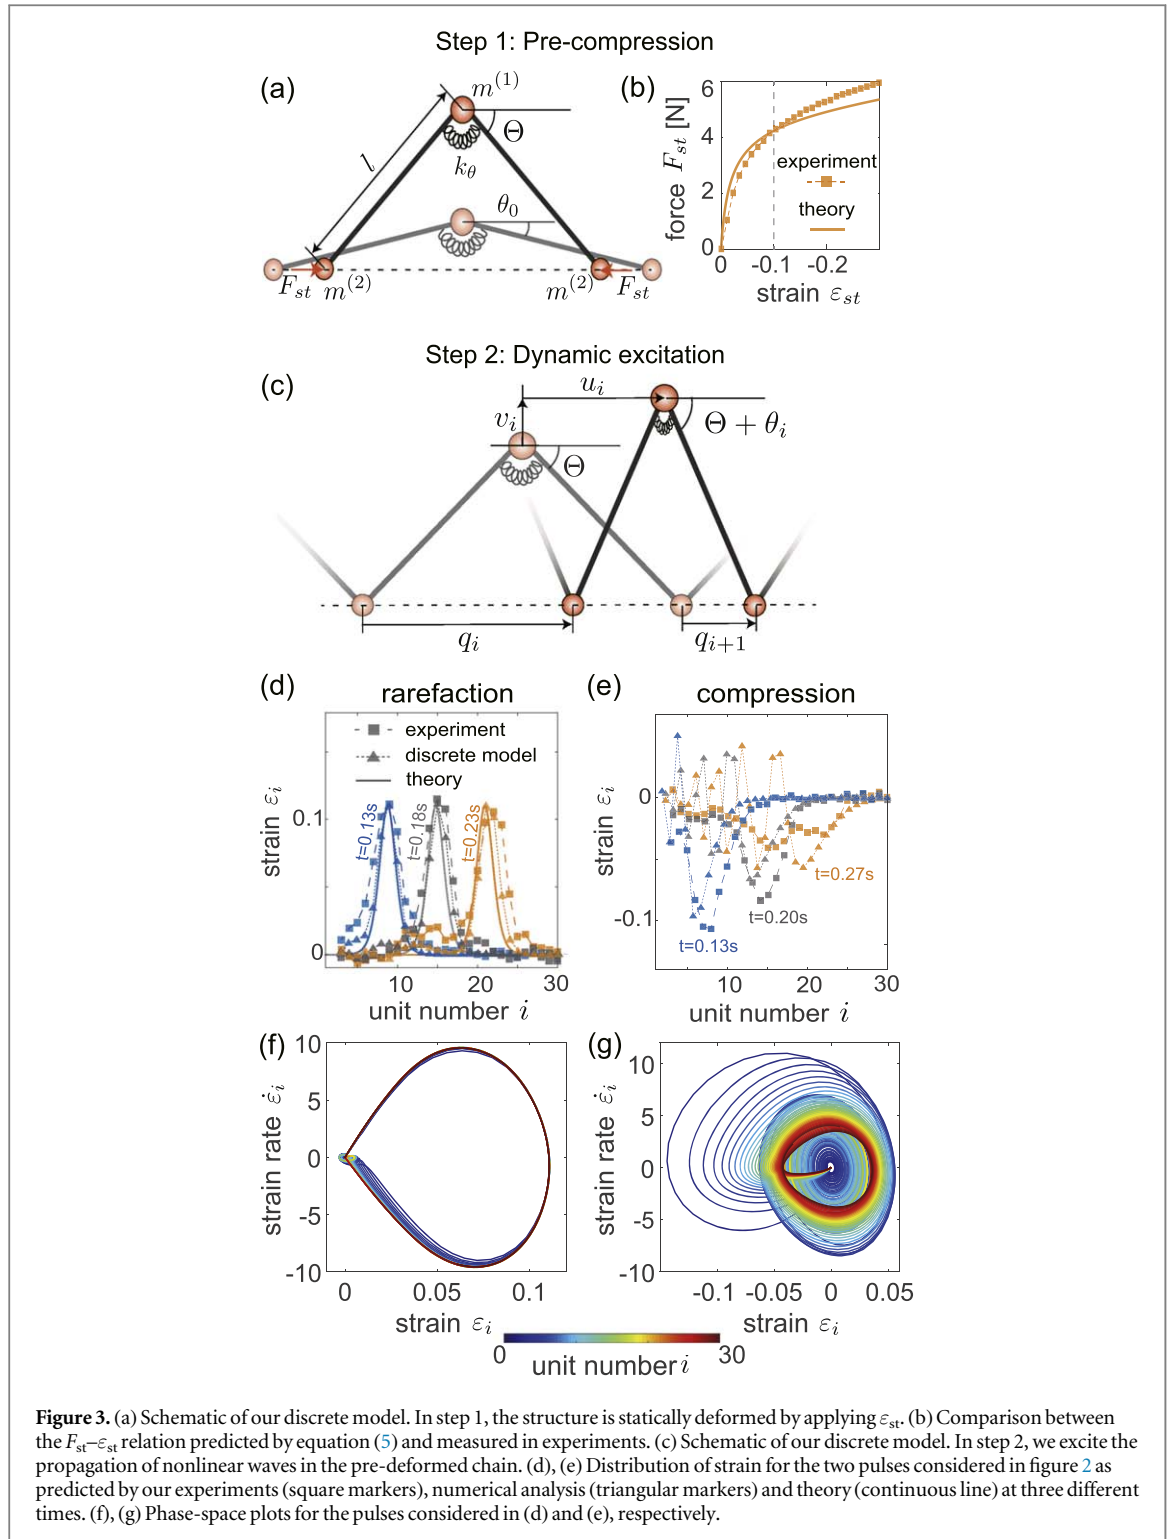 Step 1: Pre-compression
(a)
m⁽¹⁾
Θ
l
k_θ
θ₀
F_st
m⁽²⁾
m⁽²⁾
F_st
(b)
6
4
2
0
force F_st [N]
experiment
theory
0
-0.1
-0.2
strain ε_st
Step 2: Dynamic excitation
(c)
u_i
v_i
Θ + θ_i
Θ
q_i
q_{i+1}
(d)
rarefaction
experiment
discrete model
theory
0.1
0
strain ε_i
t=0.13s
t=0.18s
t=0.23s
10
20
30
unit number i
(e)
compression
0
-0.1
strain ε_i
t=0.27s
t=0.20s
t=0.13s
10
20
30
unit number i
(f)
10
5
0
-5
-10
strain rate ε̇_i
0
0.05
0.1
strain ε_i
(g)
10
5
0
-5
-10
strain rate ε̇_i
-0.1
-0.05
0
0.05
strain ε_i
0
unit number i
30
Figure 3. (a) Schematic of our discrete model. In step 1, the structure is statically deformed by applying ε_st. (b) Comparison between
the F_st–ε_st relation predicted by equation (5) and measured in experiments. (c) Schematic of our discrete model. In step 2, we excite the
propagation of nonlinear waves in the pre-deformed chain. (d), (e) Distribution of strain for the two pulses considered in figure 2 as
predicted by our experiments (square markers), numerical analysis (triangular markers) and theory (continuous line) at three different
times. (f), (g) Phase-space plots for the pulses considered in (d) and (e), respectively.